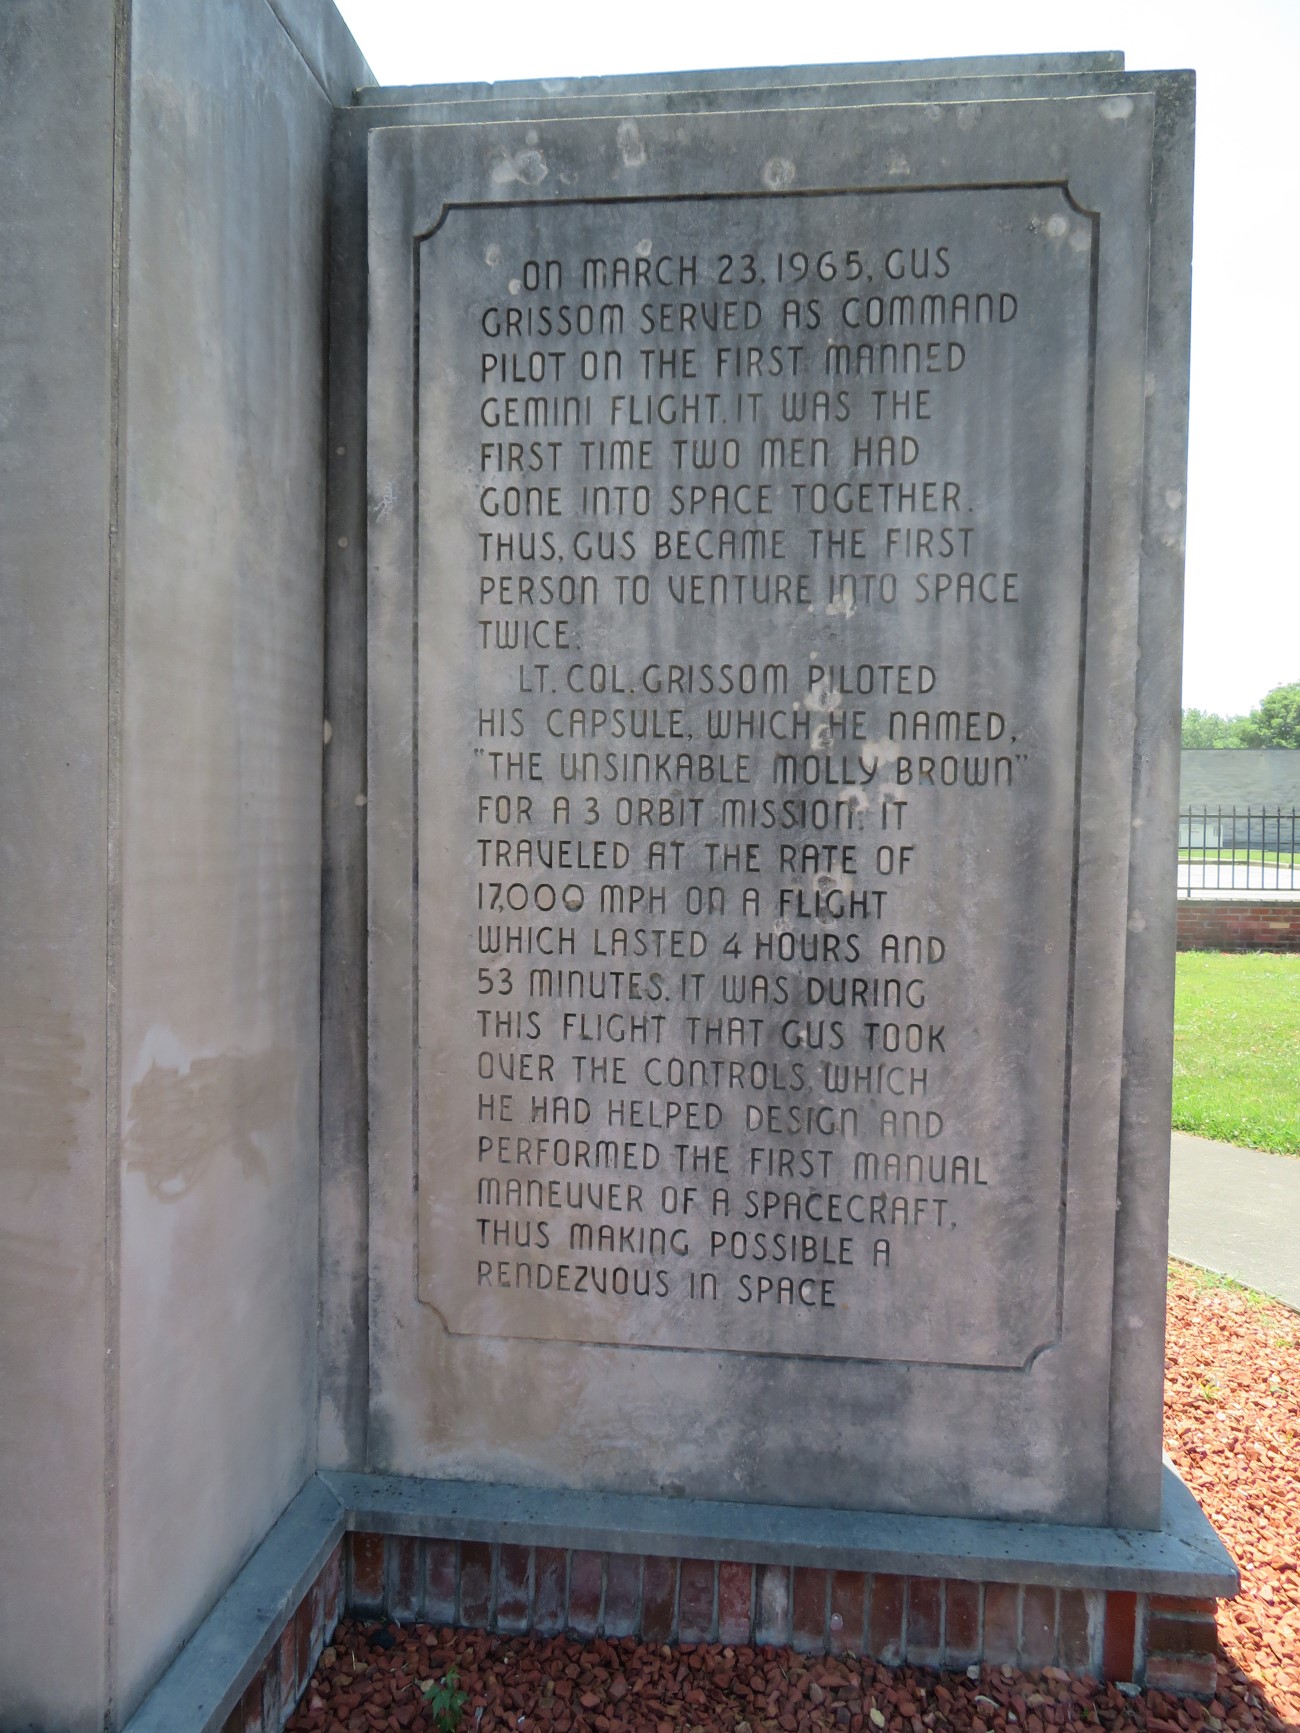 ON MARCH 23, 1965, GUS
GRISSOM SERVED AS COMMAND
PILOT ON THE FIRST MANNED
GEMINI FLIGHT. IT WAS THE
FIRST TIME TWO MEN HAD
GONE INTO SPACE TOGETHER.
THUS, GUS BECAME THE FIRST
PERSON TO VENTURE INTO SPACE
TWICE.
LT. COL. GRISSOM PILOTED
HIS CAPSULE, WHICH HE NAMED,
"THE UNSINKABLE MOLLY BROWN"
FOR A 3 ORBIT MISSION. IT
TRAVELED AT THE RATE OF
17,000 MPH ON A FLIGHT
WHICH LASTED 4 HOURS AND
53 MINUTES. IT WAS DURING
THIS FLIGHT THAT GUS TOOK
OVER THE CONTROLS, WHICH
HE HAD HELPED DESIGN AND
PERFORMED THE FIRST MANUAL
MANEUVER OF A SPACECRAFT,
THUS MAKING POSSIBLE A
RENDEZVOUS IN SPACE